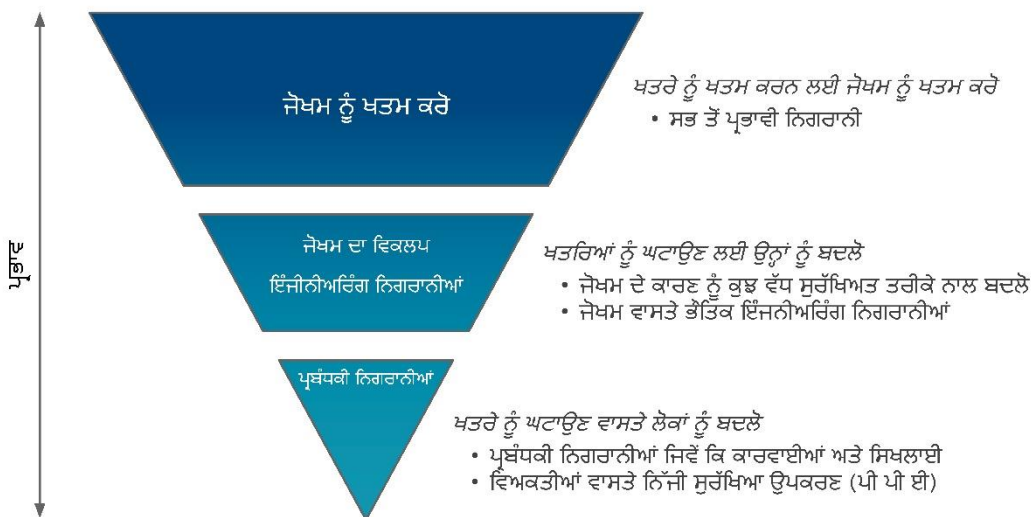 ਪ੍ਰਭਾਵ
ਜੋਖਮ ਨੂੰ ਖਤਮ ਕਰੋ
ਖਤਰੇ ਨੂੰ ਖਤਮ ਕਰਨ ਲਈ ਜੋਖਮ ਨੂੰ ਖਤਮ ਕਰੋ
• ਸਭ ਤੋਂ ਪ੍ਰਭਾਵੀ ਨਿਗਰਾਨੀ
ਜੋਖਮ ਦਾ ਵਿਕਲਪ
ਇੰਜੀਨੀਅਰਿੰਗ ਨਿਗਰਾਨੀਆਂ
ਖਤਰਿਆਂ ਨੂੰ ਘਟਾਉਣ ਲਈ ਉਨ੍ਹਾਂ ਨੂੰ ਬਦਲੋ
• ਜੋਖਮ ਦੇ ਕਾਰਣ ਨੂੰ ਕੁਝ ਵੱਧ ਸੁਰੱਖਿਅਤ ਤਰੀਕੇ ਨਾਲ ਬਦਲੋ
• ਜੋਖਮ ਵਾਸਤੇ ਭੌਤਿਕ ਇੰਜਨੀਅਰਿੰਗ ਨਿਗਰਾਨੀਆਂ
ਪ੍ਰਬੰਧਕੀ ਨਿਗਰਾਨੀਆਂ
ਖਤਰੇ ਨੂੰ ਘਟਾਉਣ ਵਾਸਤੇ ਲੋਕਾਂ ਨੂੰ ਬਦਲੋ
• ਪ੍ਰਬੰਧਕੀ ਨਿਗਰਾਨੀਆਂ ਜਿਵੇਂ ਕਿ ਕਾਰਵਾਈਆਂ ਅਤੇ ਸਿਖਲਾਈ
• ਵਿਅਕਤੀਆਂ ਵਾਸਤੇ ਨਿੱਜੀ ਸੁਰੱਖਿਆ ਉਪਕਰਣ (ਪੀ ਪੀ ਈ)